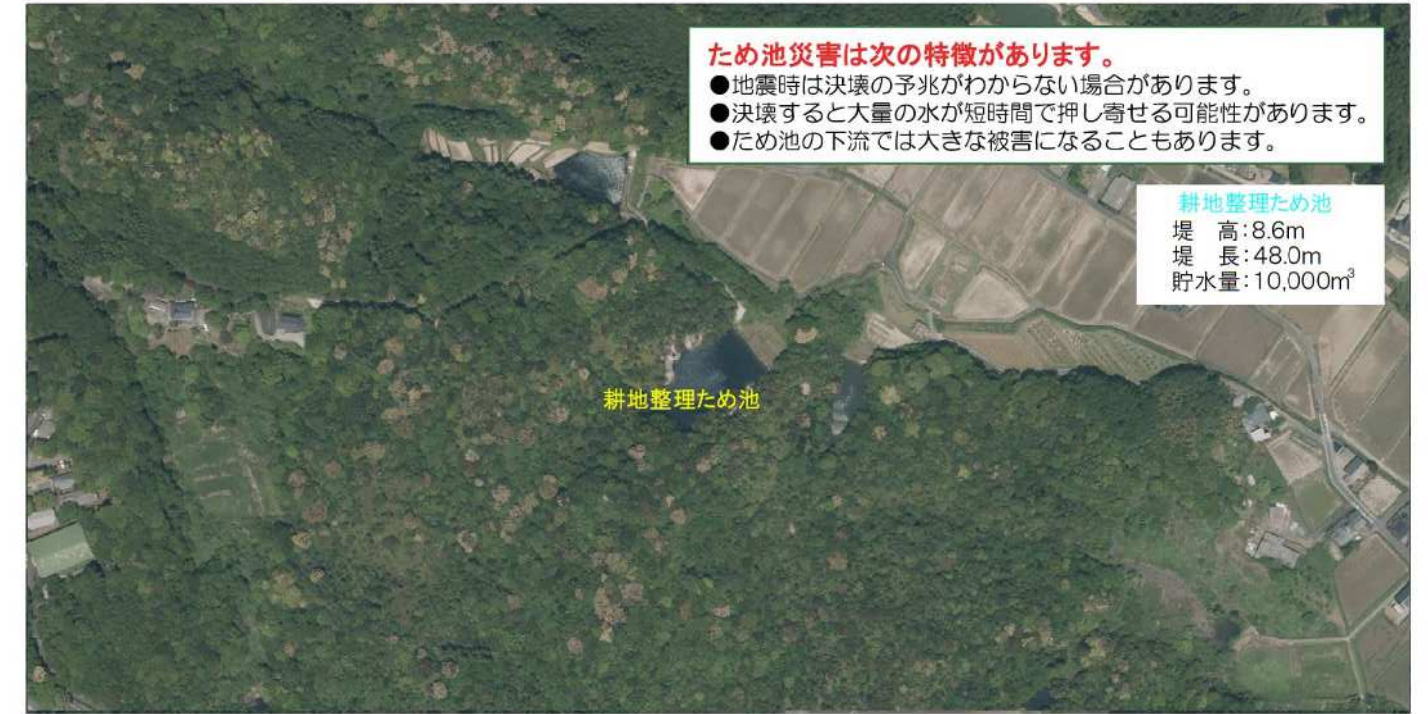 ため池災害は次の特徴があります。
●地震時は決壊の予兆がわからない場合があります。
●決壊すると大量の水が短時間で押し寄せる可能性があります。
●ため池の下流では大きな被害になることもあります。
耕地整理ため池
堤　高:8.6m
堤　長:48.0m
貯水量:10,000m³
耕地整理ため池